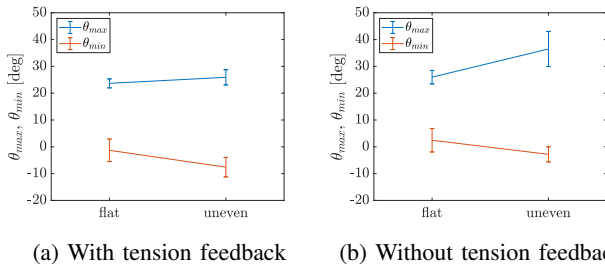 50
40
30
20
10
0
-10
-20
θmax, θmin [deg]
θmax
θmin
flat
uneven
(a) With tension feedback
50
40
30
20
10
0
-10
-20
θmax, θmin [deg]
θmax
θmin
flat
uneven
(b) Without tension